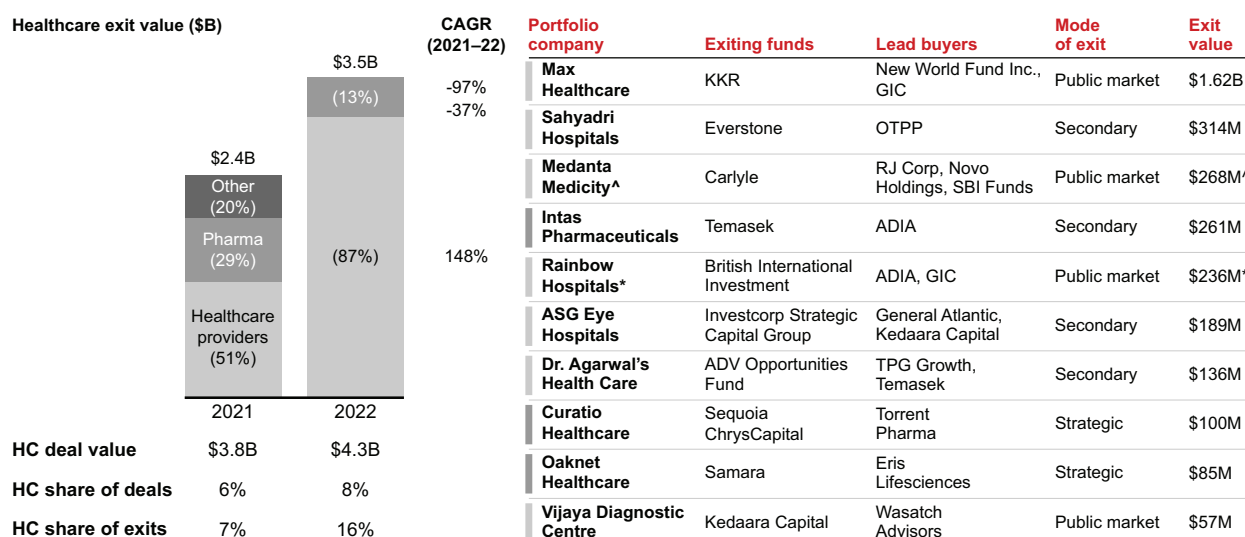 Healthcare exit value ($B)
CAGR
(2021–22)
$3.5B
(13%)
-97%
-37%
$2.4B
Other
(20%)
Pharma
(29%)
(87%)
148%
Healthcare
providers
(51%)
2021 2022
HC deal value $3.8B $4.3B
HC share of deals 6% 8%
HC share of exits 7% 16%
Portfolio
company
Exiting funds
Lead buyers
Mode
of exit
Exit
value
Max
Healthcare
KKR
New World Fund Inc.,
GIC
Public market
$1.62B
Sahyadri
Hospitals
Everstone
OTPP
Secondary
$314M
Medanta
Medicity^
Carlyle
RJ Corp, Novo
Holdings, SBI Funds
Public market
$268M^
Intas
Pharmaceuticals
Temasek
ADIA
Secondary
$261M
Rainbow
Hospitals*
British International
Investment
ADIA, GIC
Public market
$236M*
ASG Eye
Hospitals
Investcorp Strategic
Capital Group
General Atlantic,
Kedaara Capital
Secondary
$189M
Dr. Agarwal's
Health Care
ADV Opportunities
Fund
TPG Growth,
Temasek
Secondary
$136M
Curatio
Healthcare
Sequoia
ChrysCapital
Torrent
Pharma
Strategic
$100M
Oaknet
Healthcare
Samara
Eris
Lifesciences
Strategic
$85M
Vijaya Diagnostic
Centre
Kedaara Capital
Wasatch
Advisors
Public market
$57M